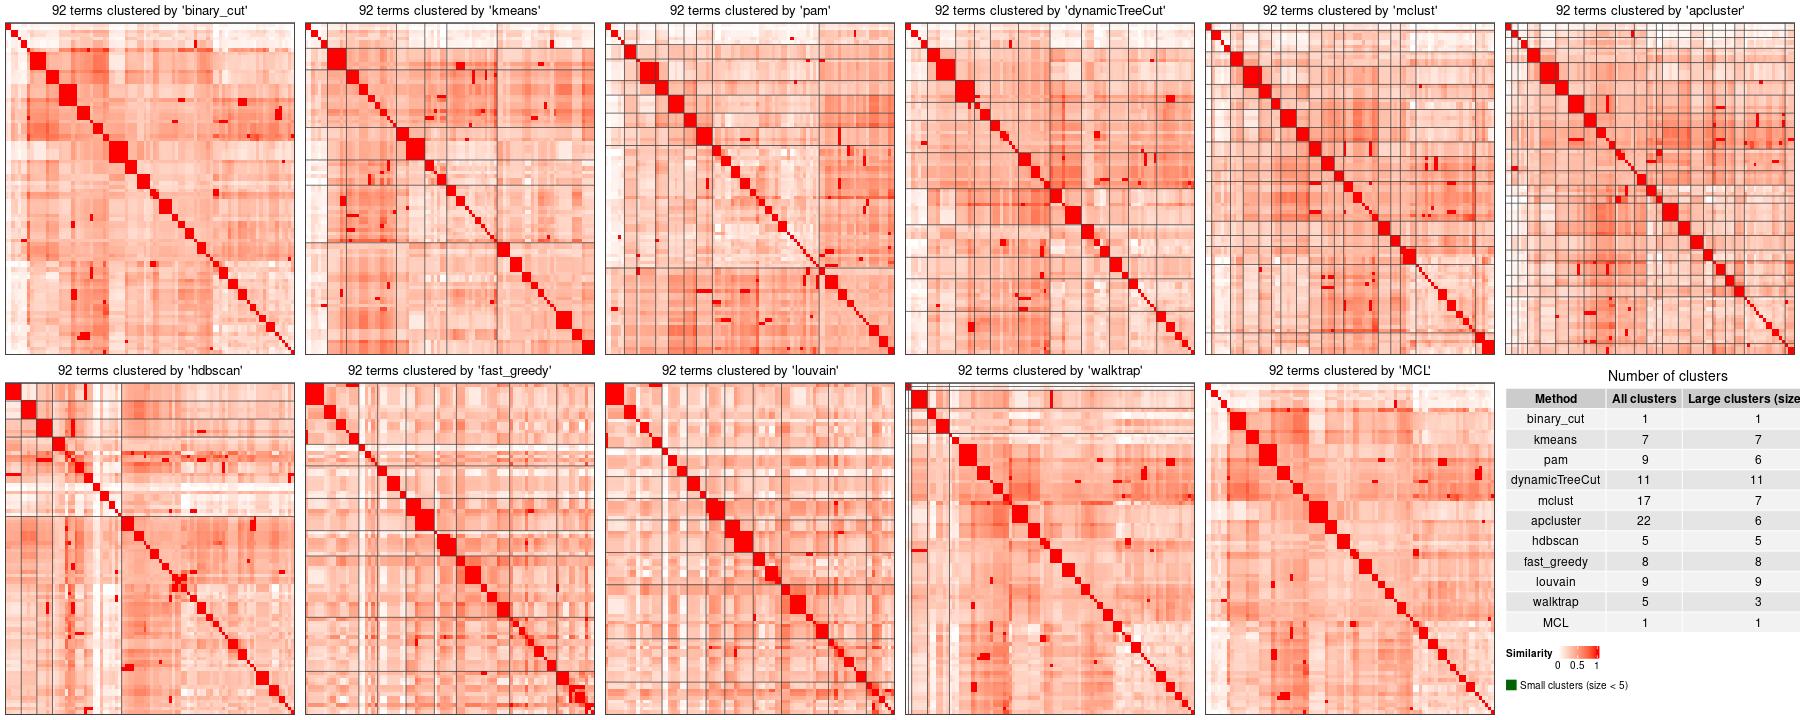 92 terms clustered by 'binary_cut'
92 terms clustered by 'kmeans'
92 terms clustered by 'pam'
92 terms clustered by 'dynamicTreeCut'
92 terms clustered by 'mclust'
92 terms clustered by 'apcluster'
92 terms clustered by 'hdbscan'
92 terms clustered by 'fast_greedy'
92 terms clustered by 'louvain'
92 terms clustered by 'walktrap'
92 terms clustered by 'MCL'
Number of clusters
Method All clusters Large clusters (size
binary_cut 1 1
kmeans 7 7
pam 9 6
dynamicTreeCut 11 11
mclust 17 7
apcluster 22 6
hdbscan 5 5
fast_greedy 8 8
louvain 9 9
walktrap 5 3
MCL 1 1
Similarity
0 0.5 1
Small clusters (size < 5)